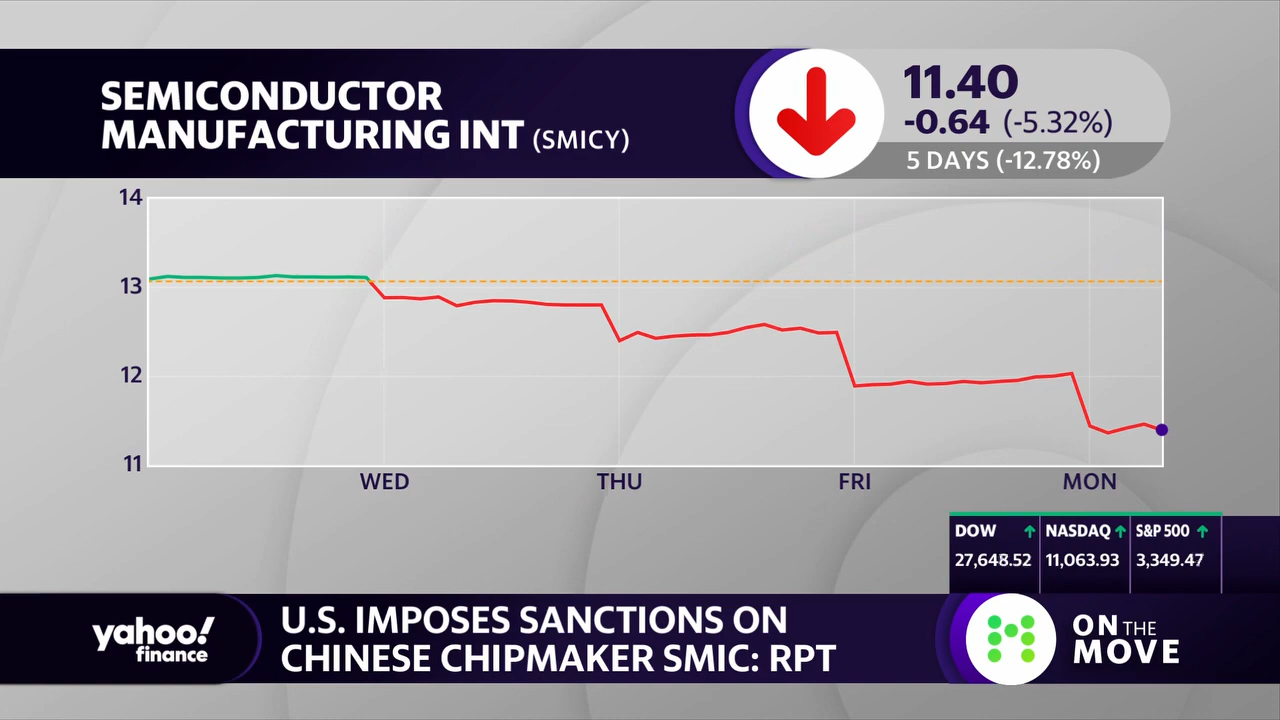 SEMICONDUCTOR
MANUFACTURING INT (SMICY)
11.40
-0.64 (-5.32%)
5 DAYS (-12.78%)
14
13
12
11
WED THU FRI MON
DOW NASDAQ S&P 500
27,648.52 11,063.93 3,349.47
yahoo!
finance
U.S. IMPOSES SANCTIONS ON
CHINESE CHIPMAKER SMIC: RPT
ON THE
MOVE